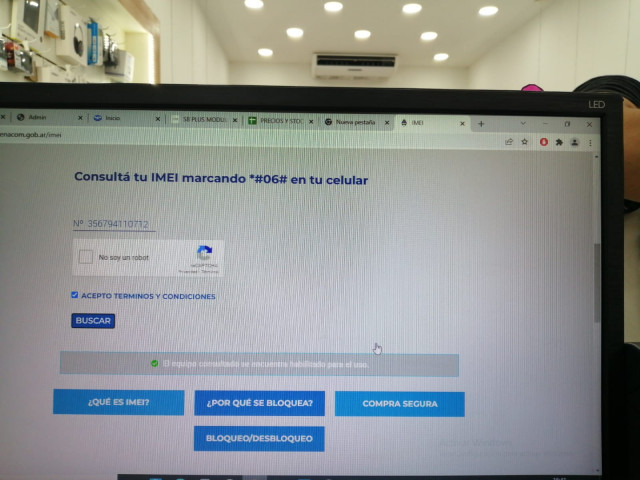 LED
Admin
Inicio
S8 PLUS MODUL
PRECIOS Y STOC
Nueva pestaña
IMEI
enacom.gob.ar/imei
Consultá tu IMEI marcando *#06# en tu celular
Nº 356794110712
No soy un robot
reCAPTCHA
Privacidad - Términos
ACEPTO TERMINOS Y CONDICIONES
BUSCAR
El equipo consultado se encuentra habilitado para el uso.
¿QUÉ ES IMEI?
¿POR QUÉ SE BLOQUEA?
COMPRA SEGURA
BLOQUEO/DESBLOQUEO